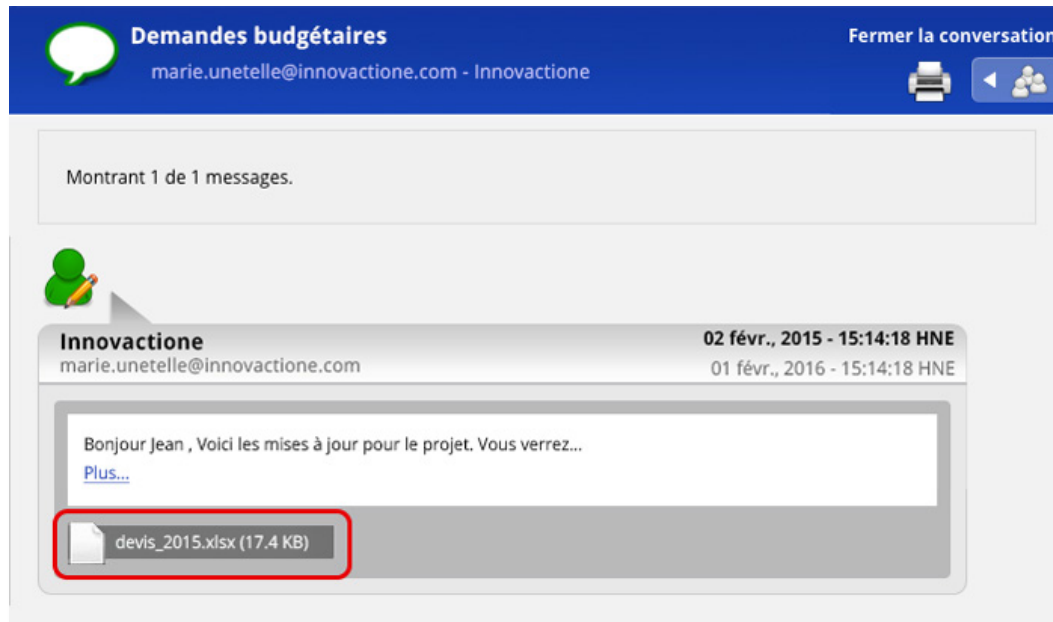 Demandes budgétaires
Fermer la conversation
marie.unetelle@innovactione.com - Innovactione
Montrant 1 de 1 messages.
Innovactione
02 févr., 2015 - 15:14:18 HNE
marie.unetelle@innovactione.com
01 févr., 2016 - 15:14:18 HNE
Bonjour Jean , Voici les mises à jour pour le projet. Vous verrez...
Plus...
devis_2015.xlsx (17.4 KB)